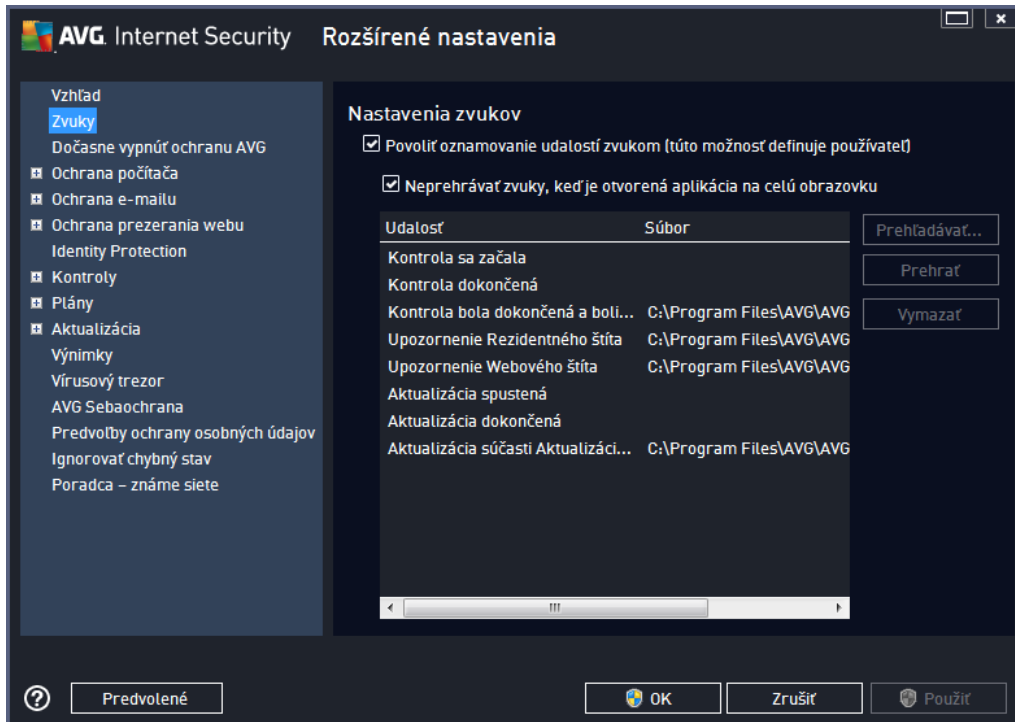 AVG. Internet Security Rozšírené nastavenia
Vzhľad
Zvuky
Dočasne vypnúť ochranu AVG
Ochrana počítača
Ochrana e-mailu
Ochrana prezerania webu
Identity Protection
Kontroly
Plány
Aktualizácia
Výnimky
Vírusový trezor
AVG Sebaochrana
Predvoľby ochrany osobných údajov
Ignorovať chybný stav
Poradca – známe siete
Nastavenia zvukov
Povoliť oznamovanie udalostí zvukom (túto možnosť definuje používateľ)
Neprehrávať zvuky, keď je otvorená aplikácia na celú obrazovku
Udalosť Súbor
Kontrola sa začala
Kontrola dokončená
Kontrola bola dokončená a boli... C:\Program Files\AVG\AVG
Upozornenie Rezidentného štíta C:\Program Files\AVG\AVG
Upozornenie Webového štíta C:\Program Files\AVG\AVG
Aktualizácia spustená
Aktualizácia dokončená
Aktualizácia súčasti Aktualizáci... C:\Program Files\AVG\AVG
Prehľadávať...
Prehrať
Vymazať
Predvolené
OK
Zrušiť
Použiť